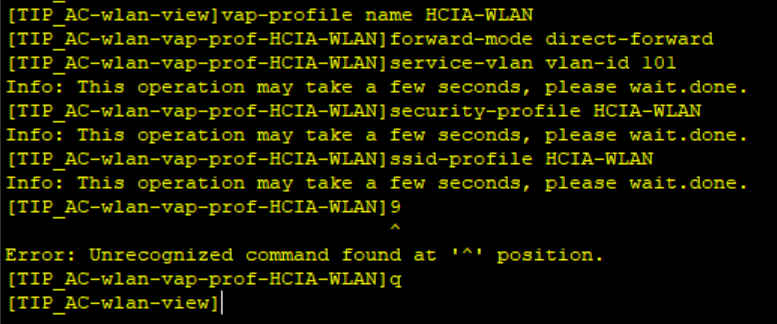 [TIP_AC-wlan-view]vap-profile name HCIA-WLAN
[TIP_AC-wlan-vap-prof-HCIA-WLAN]forward-mode direct-forward
[TIP_AC-wlan-vap-prof-HCIA-WLAN]service-vlan vlan-id 101
Info: This operation may take a few seconds, please wait.done.
[TIP_AC-wlan-vap-prof-HCIA-WLAN]security-profile HCIA-WLAN
Info: This operation may take a few seconds, please wait.done.
[TIP_AC-wlan-vap-prof-HCIA-WLAN]ssid-profile HCIA-WLAN
Info: This operation may take a few seconds, please wait.done.
[TIP_AC-wlan-vap-prof-HCIA-WLAN]9
^
Error: Unrecognized command found at '^' position.
[TIP_AC-wlan-vap-prof-HCIA-WLAN]q
[TIP_AC-wlan-view]